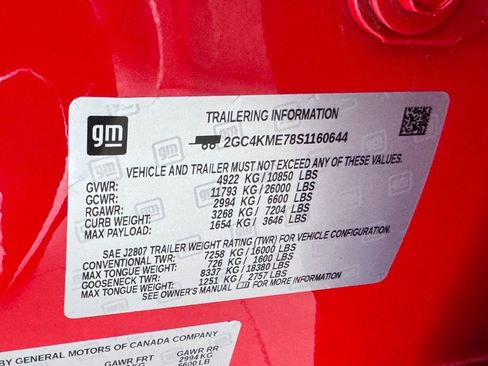 gm
TRAILERING INFORMATION
2GC4KME78S1160644
VEHICLE AND TRAILER MUST NOT EXCEED ANY OF THESE VALUES.
GVWR: 4922 KG/10850 LBS
GCWR: 11793 KG/26000 LBS
RGAWR: 2994 KG/ 6600 LBS
CURB WEIGHT: 3268 KG/ 7204 LBS
MAX PAYLOAD: 1654 KG/ 3646 LBS
SAE J2807 TRAILER WEIGHT RATING (TWR) FOR VEHICLE CONFIGURATION.
CONVENTIONAL TWR: 7258 KG/16000 LBS
MAX TONGUE WEIGHT: 726 KG/ 1600 LBS
GOOSENECK TWR: 8337 KG/18380 LBS
MAX TONGUE WEIGHT: 1251 KG/ 2757 LBS
SEE OWNER'S MANUAL gm FOR MORE INFORMATION
BY GENERAL MOTORS OF CANADA COMPANY
GAWR FRT GAWR RR
2994 KG
6600 LB